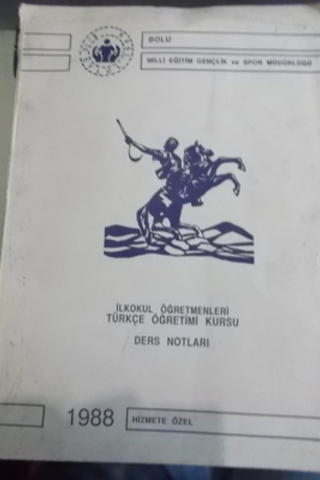 BOLU
MİLLİ EĞİTİM GENÇLİK ve SPOR MÜDÜRLÜĞÜ
İLKOKUL ÖĞRETMENLERİ
TÜRKÇE ÖĞRETİMİ KURSU
DERS NOTLARI
1988
HİZMETE ÖZEL